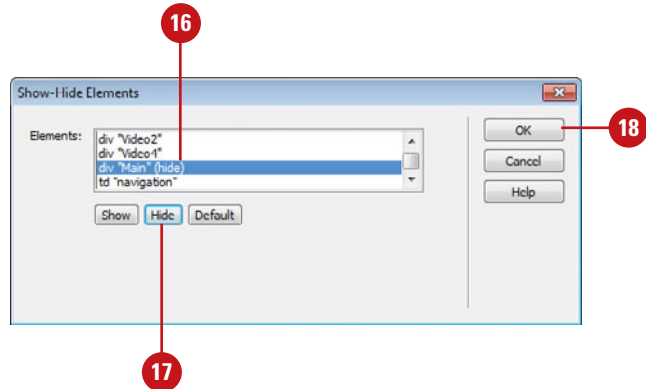 16
Show-Hide Elements
Elements:
div "Video2"
div "Video1"
div "Main" (hide)
td "navigation"
Show Hide Default
OK
Cancel
Help
18
17